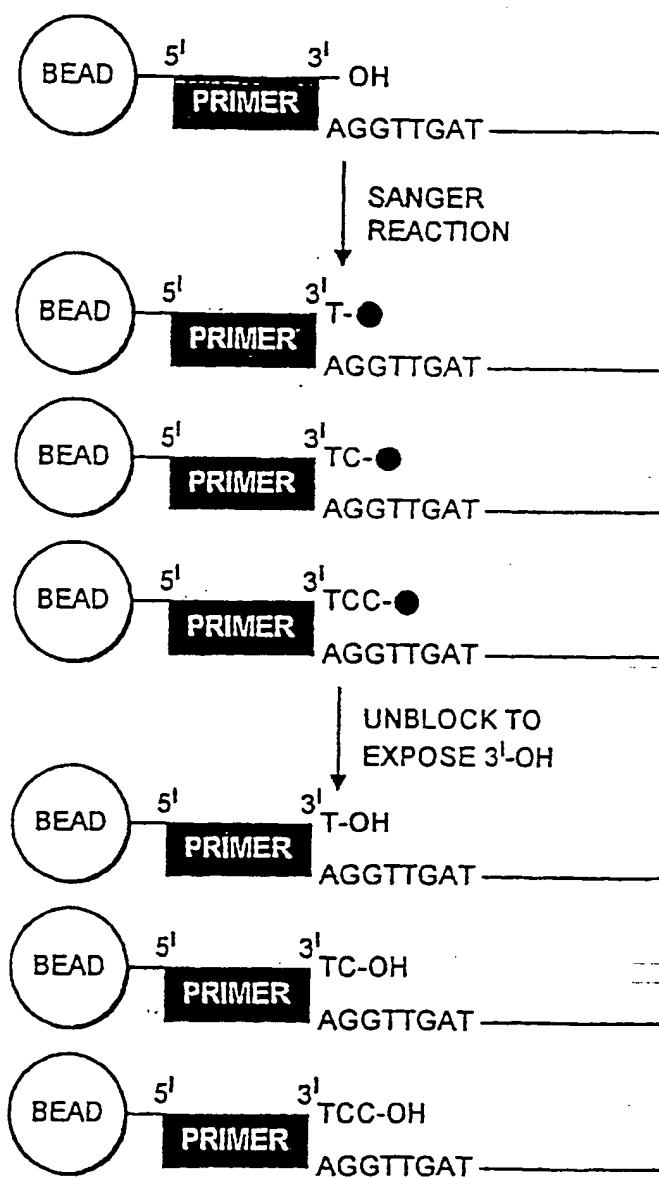 5' 3'
BEAD OH
PRIMER
AGGTTGAT
SANGER
REACTION
5' 3'
BEAD T-●
PRIMER
AGGTTGAT
5' 3'
BEAD TC-●
PRIMER
AGGTTGAT
5' 3'
BEAD TCC-●
PRIMER
AGGTTGAT
UNBLOCK TO
EXPOSE 3'-OH
5' 3'
BEAD T-OH
PRIMER
AGGTTGAT
5' 3'
BEAD TC-OH
PRIMER
AGGTTGAT
5' 3'
BEAD TCC-OH
PRIMER
AGGTTGAT